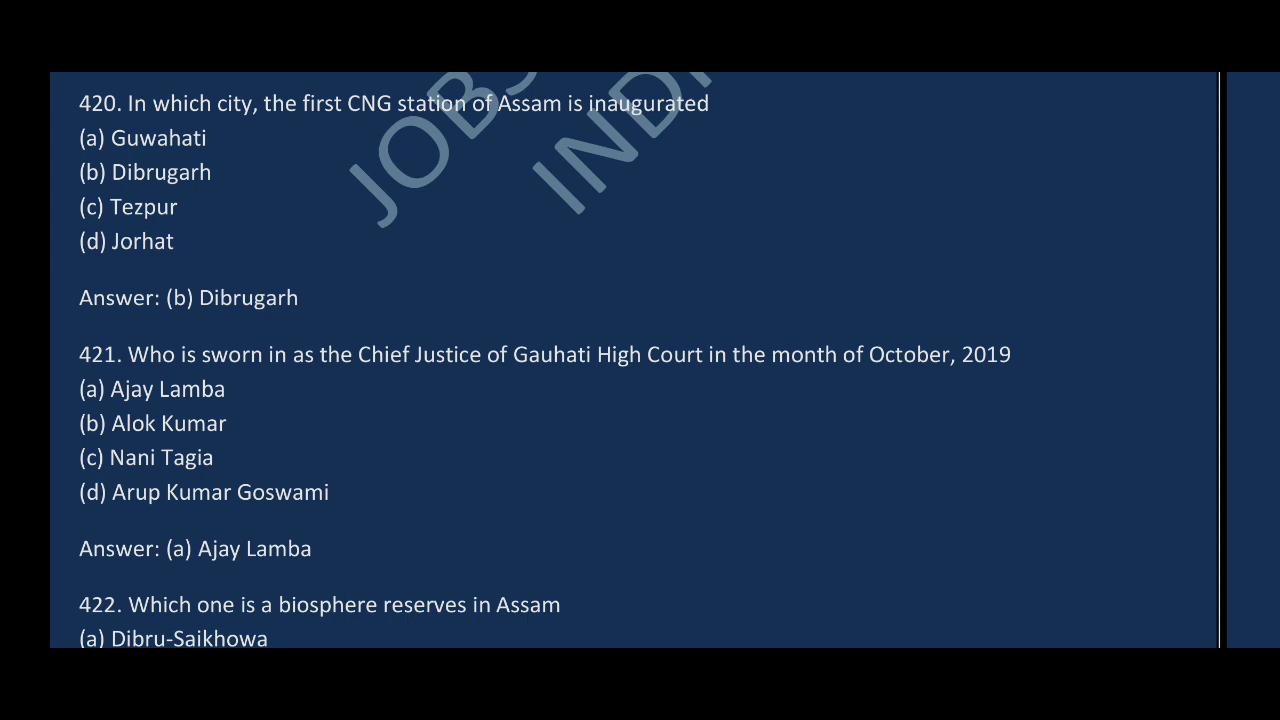 420. In which city, the first CNG station of Assam is inaugurated
(a) Guwahati
(b) Dibrugarh
(c) Tezpur
(d) Jorhat
Answer: (b) Dibrugarh
421. Who is sworn in as the Chief Justice of Gauhati High Court in the month of October, 2019
(a) Ajay Lamba
(b) Alok Kumar
(c) Nani Tagia
(d) Arup Kumar Goswami
Answer: (a) Ajay Lamba
422. Which one is a biosphere reserves in Assam
(a) Dibru-Saikhowa
JOBS